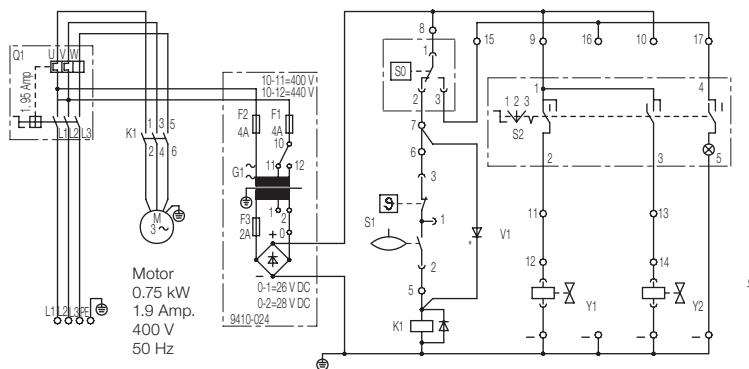 Q1
U V W
1.95 Amp
L1 L2 L3
K1
1 3 5
2 4 6
M
3 ~
Motor
0.75 kW
1.9 Amp.
400 V
50 Hz
L1 L2 L3 PE
10-11=400 V
10-12=440 V
F2
4A
F1
4A
10
11
12
G1
1 2
F3
2A
0
+
–
0-1=26 V DC
0-2=28 V DC
9410-024
8
1
S0
2 3
7
6
3
ϑ
S1
1
2
5
K1
V1
15
9
16
10
17
1
4
1 2 3
S2
2
3
5
11
13
12
14
Y1
Y2
– – – –